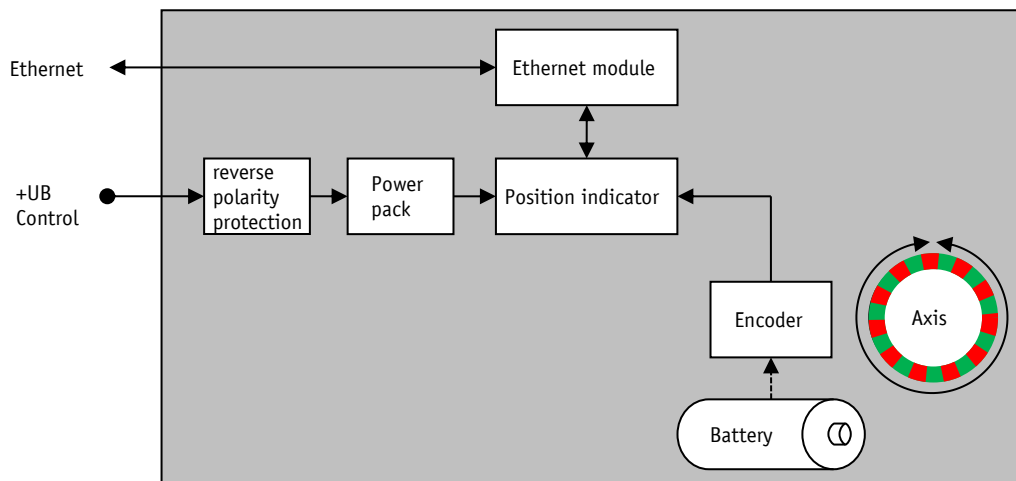 Ethernet
Ethernet module
+UB
Control
reverse
polarity
protection
Power
pack
Position indicator
Encoder
Axis
Battery